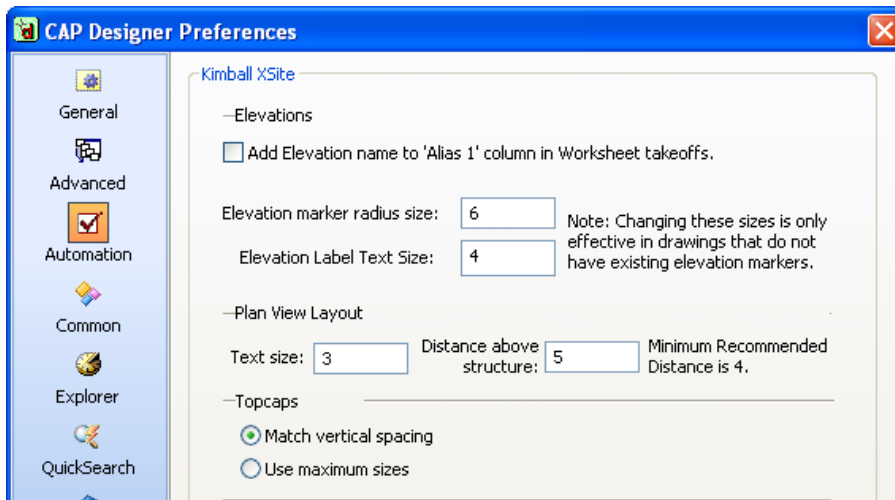 CAP Designer Preferences
General
Advanced
Automation
Common
Explorer
QuickSearch
Kimball XSite
Elevations
Add Elevation name to 'Alias 1' column in Worksheet takeoffs.
Elevation marker radius size: 6
Elevation Label Text Size: 4
Note: Changing these sizes is only
effective in drawings that do not
have existing elevation markers.
Plan View Layout
Text size: 3
Distance above
structure: 5
Minimum Recommended
Distance is 4.
Topcaps
Match vertical spacing
Use maximum sizes